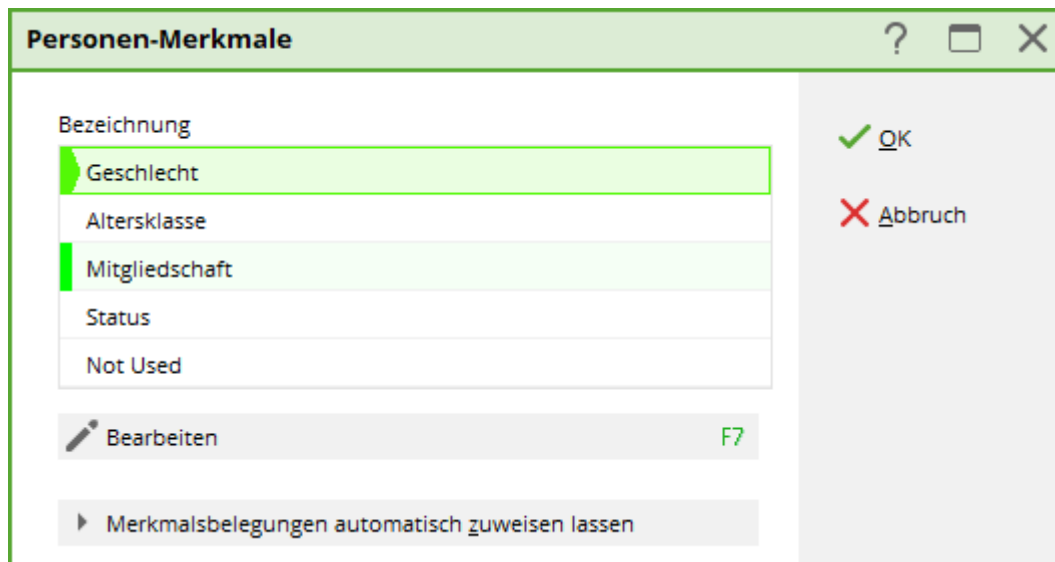 Personen-Merkmale
Bezeichnung
Geschlecht
Altersklasse
Mitgliedschaft
Status
Not Used
Bearbeiten F7
Merkmalsbelegungen automatisch zuweisen lassen
OK
Abbruch